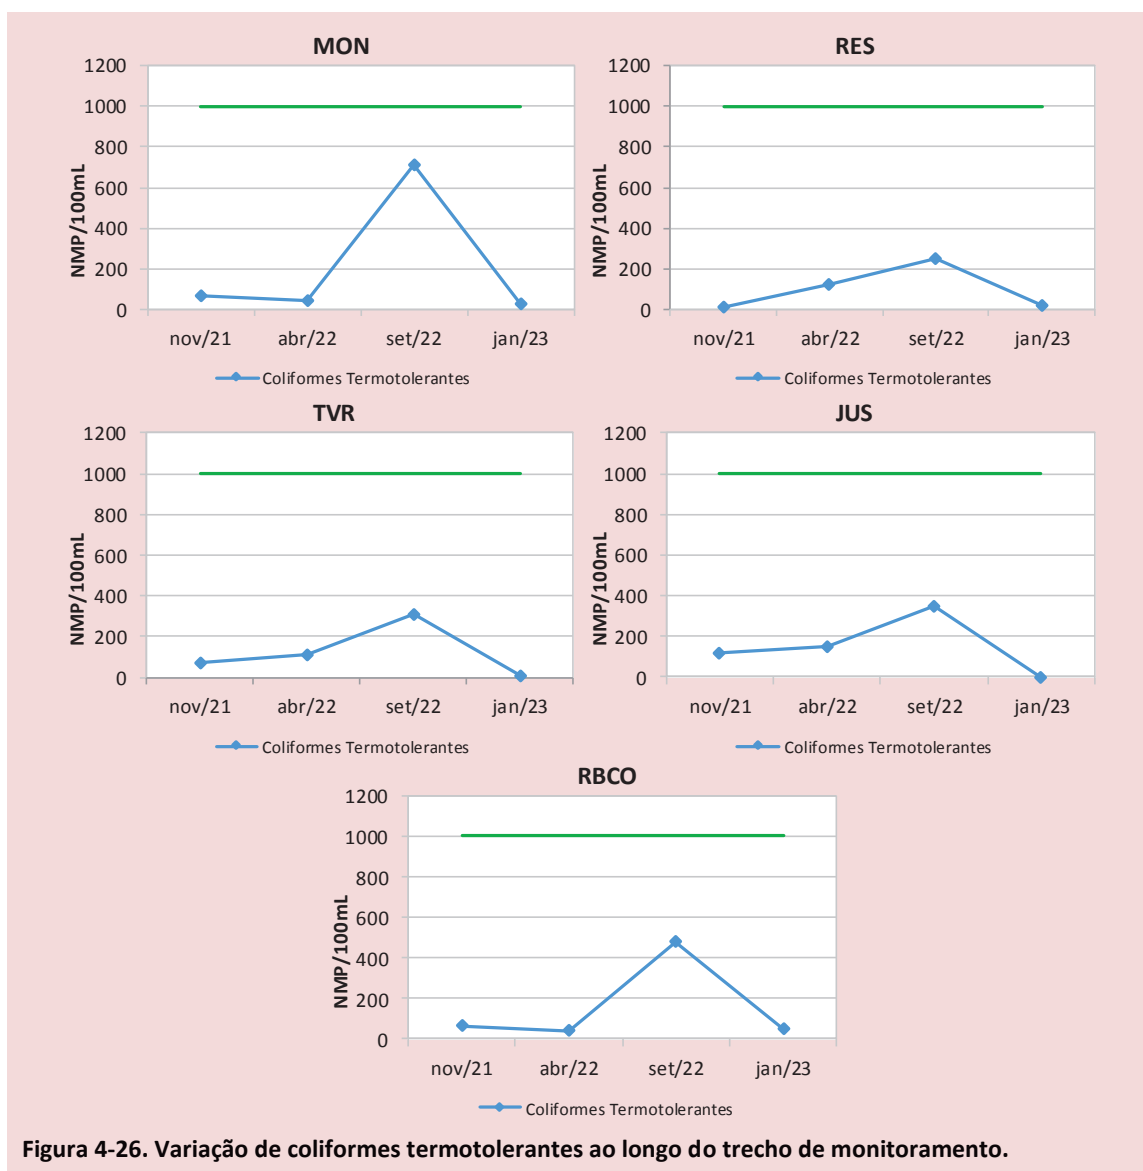 MON
1200
1000
800
600
400
200
0
NMP/100mL
nov/21 abr/22 set/22 jan/23
Coliformes Termotolerantes
RES
1200
1000
800
600
400
200
0
NMP/100mL
nov/21 abr/22 set/22 jan/23
Coliformes Termotolerantes
TVR
1200
1000
800
600
400
200
0
NMP/100mL
nov/21 abr/22 set/22 jan/23
Coliformes Termotolerantes
JUS
1200
1000
800
600
400
200
0
NMP/100mL
nov/21 abr/22 set/22 jan/23
Coliformes Termotolerantes
RBCO
1200
1000
800
600
400
200
0
NMP/100mL
nov/21 abr/22 set/22 jan/23
Coliformes Termotolerantes
Figura 4-26. Variação de coliformes termotolerantes ao longo do trecho de monitoramento.